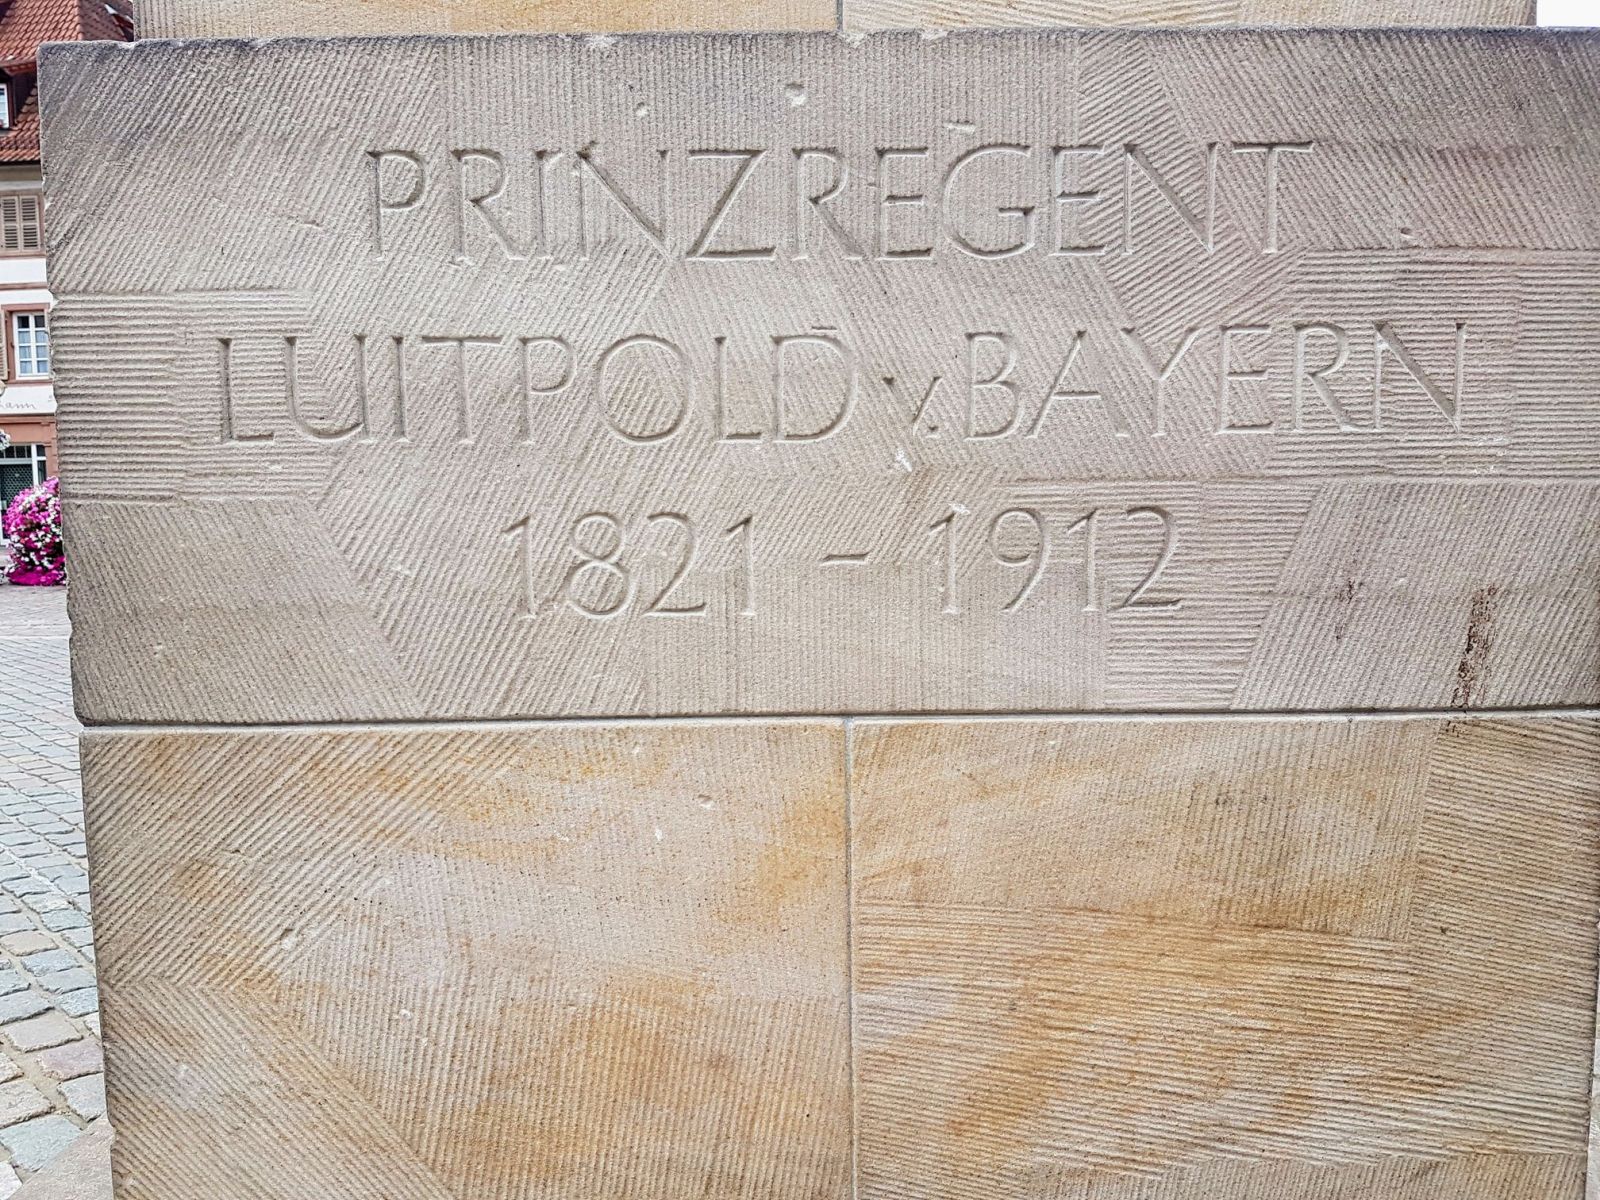 PRINZREGENT
LUITPOLD v. BAYERN
1821 - 1912